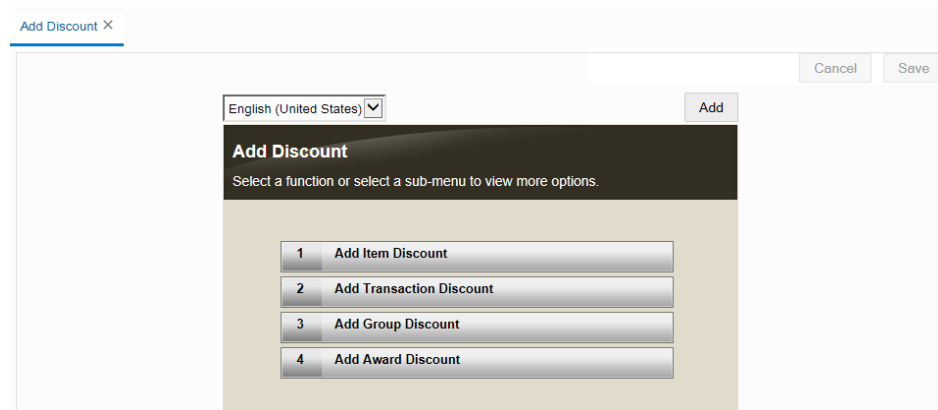 Add Discount ×
Cancel Save
English (United States) Add
Add Discount
Select a function or select a sub-menu to view more options.
1 Add Item Discount
2 Add Transaction Discount
3 Add Group Discount
4 Add Award Discount